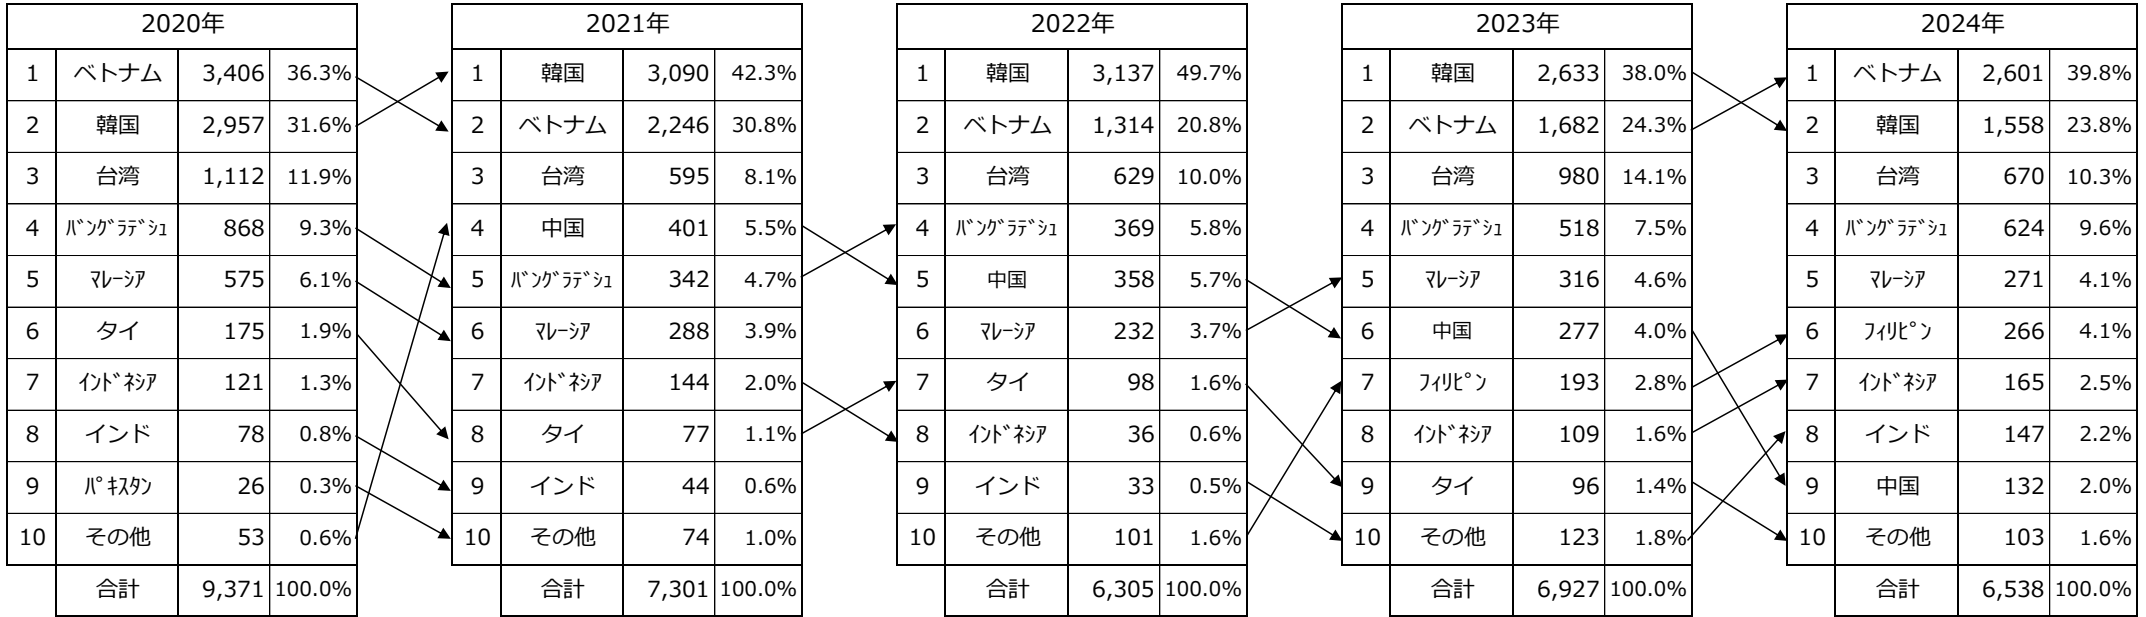 2020年 2021年 2022年 2023年 2024年
1 ベトナム 3,406 36.3% 1 韓国 3,090 42.3% 1 韓国 3,137 49.7% 1 韓国 2,633 38.0% 1 ベトナム 2,601 39.8%
2 韓国 2,957 31.6% 2 ベトナム 2,246 30.8% 2 ベトナム 1,314 20.8% 2 ベトナム 1,682 24.3% 2 韓国 1,558 23.8%
3 台湾 1,112 11.9% 3 台湾 595 8.1% 3 台湾 629 10.0% 3 台湾 980 14.1% 3 台湾 670 10.3%
4 ﾊﾞﾝｸﾞﾗﾃﾞｼｭ 868 9.3% 4 中国 401 5.5% 4 ﾊﾞﾝｸﾞﾗﾃﾞｼｭ 369 5.8% 4 ﾊﾞﾝｸﾞﾗﾃﾞｼｭ 518 7.5% 4 ﾊﾞﾝｸﾞﾗﾃﾞｼｭ 624 9.6%
5 ﾏﾚｰｼｱ 575 6.1% 5 ﾊﾞﾝｸﾞﾗﾃﾞｼｭ 342 4.7% 5 中国 358 5.7% 5 ﾏﾚｰｼｱ 316 4.6% 5 ﾏﾚｰｼｱ 271 4.1%
6 タイ 175 1.9% 6 ﾏﾚｰｼｱ 288 3.9% 6 ﾏﾚｰｼｱ 232 3.7% 6 中国 277 4.0% 6 ﾌｨﾘﾋﾟﾝ 266 4.1%
7 ｲﾝﾄﾞﾈｼｱ 121 1.3% 7 ｲﾝﾄﾞﾈｼｱ 144 2.0% 7 タイ 98 1.6% 7 ﾌｨﾘﾋﾟﾝ 193 2.8% 7 ｲﾝﾄﾞﾈｼｱ 165 2.5%
8 インド 78 0.8% 8 タイ 77 1.1% 8 ｲﾝﾄﾞﾈｼｱ 36 0.6% 8 ｲﾝﾄﾞﾈｼｱ 109 1.6% 8 インド 147 2.2%
9 ﾊﾟｷｽﾀﾝ 26 0.3% 9 インド 44 0.6% 9 インド 33 0.5% 9 タイ 96 1.4% 9 中国 132 2.0%
10 その他 53 0.6% 10 その他 74 1.0% 10 その他 101 1.6% 10 その他 123 1.8% 10 その他 103 1.6%
合計 9,371 100.0% 合計 7,301 100.0% 合計 6,305 100.0% 合計 6,927 100.0% 合計 6,538 100.0%